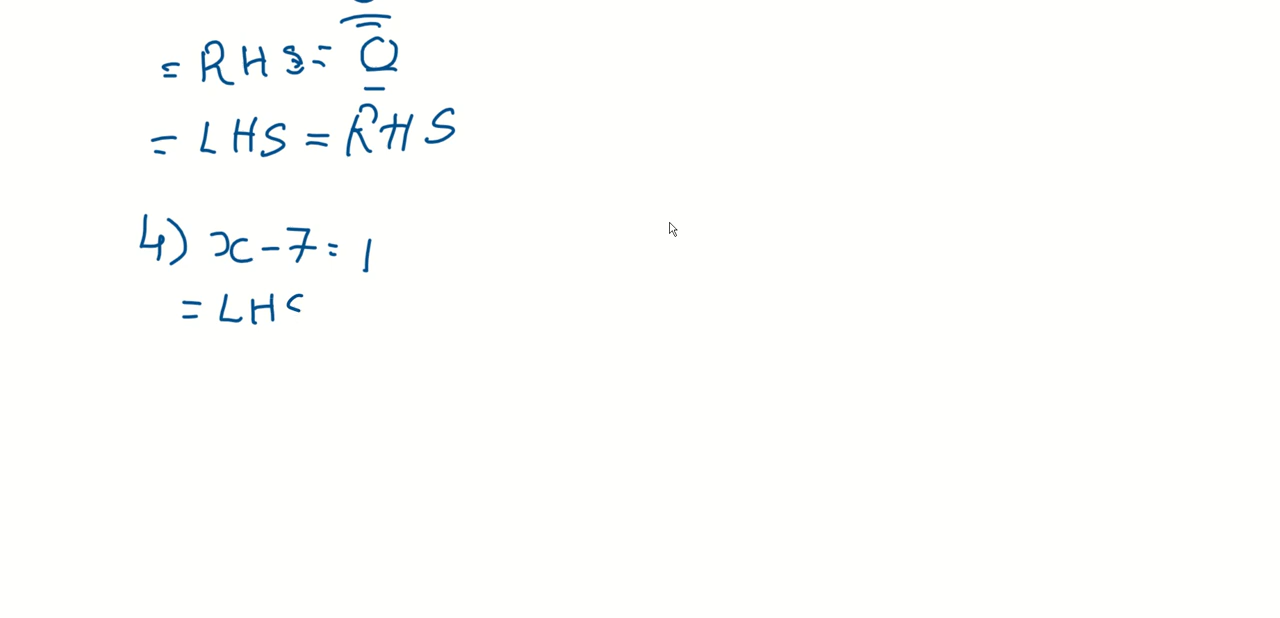 = RHS = 0
= LHS = RHS
4) x - 7 = 1
= LHS